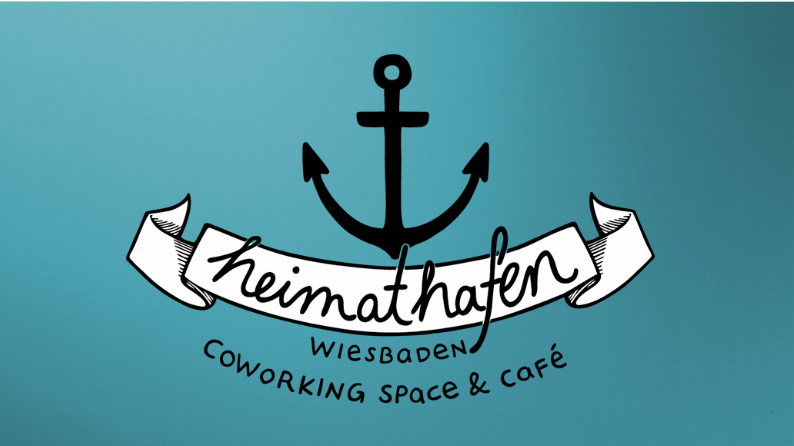 heimathafen
WIESBADEN
COWORKING SPACE & CAFÉ